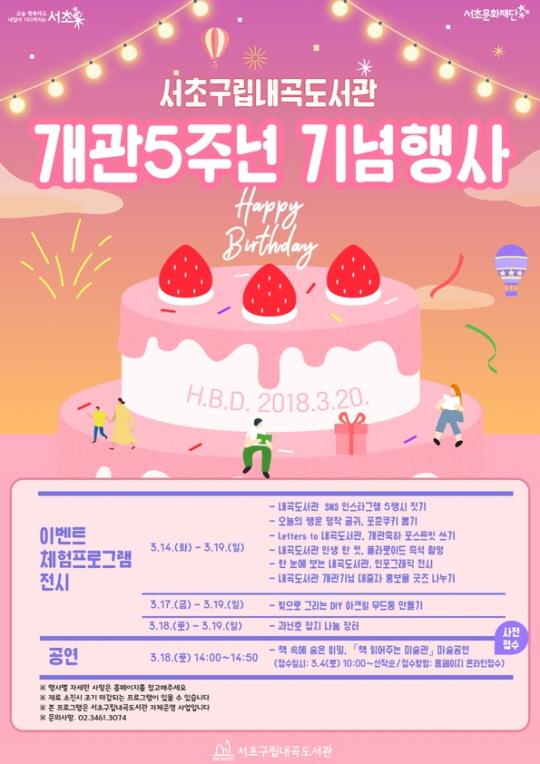 오늘 행복하고
내일이 기다려지는 서초
서초문화재단
서초구립내곡도서관
개관5주년 기념행사
Happy
Birthday
H.B.D. 2018.3.20.
이벤트
체험프로그램
전시
3.14.(화) – 3.19.(일)
– 내곡도서관 SNS 인스타그램 5행시 짓기
– 오늘의 행운 명작 글귀, 포춘쿠키 뽑기
– Letters to 내곡도서관, 개관축하 포스트잇 쓰기
– 내곡도서관 인생 한 컷, 폴라로이드 즉석 촬영
– 한 눈에 보는 내곡도서관, 인포그래픽 전시
– 내곡도서관 개관기념 대출자 홍보물 굿즈 나누기
3.17.(금) – 3.19.(일)
– 빛으로 그리는 DIY 아크릴 무드등 만들기
3.18.(토) – 3.19.(일)
– 과년호 잡지 나눔 장터
사전
접수
공연
3.18.(토) 14:00~14:50
– 책 속에 숨은 비밀, 「책 읽어주는 미술관」 마술공연
(접수일시: 3.4(토) 10:00~선착순/접수방법: 홈페이지 온라인접수)
※ 행사별 자세한 사항은 홈페이지를 참고해주세요
※ 재료 소진시 조기 마감되는 프로그램이 있을 수 있습니다
※ 본 프로그램은 서초구립내곡도서관 자체운영 사업입니다
※ 문의사항. 02.3461.3074
서초구립내곡도서관